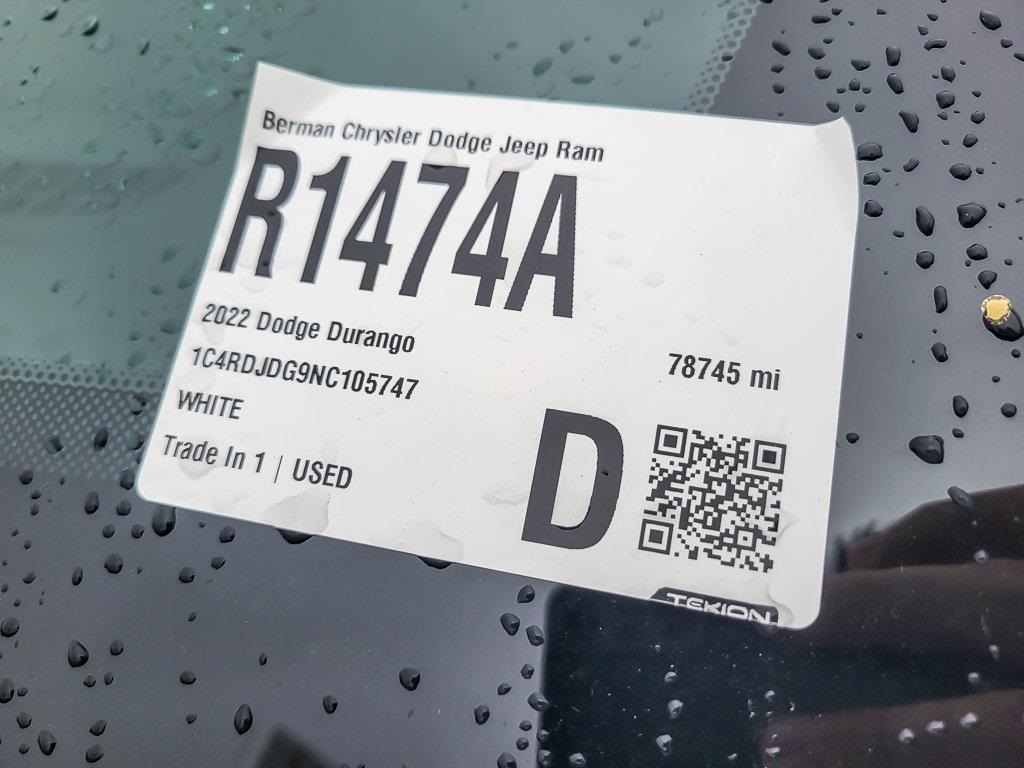 Berman Chrysler Dodge Jeep Ram
R1474A
2022 Dodge Durango
1C4RDJDG9NC105747
78745 mi
WHITE
Trade In 1 | USED
D
TEKION